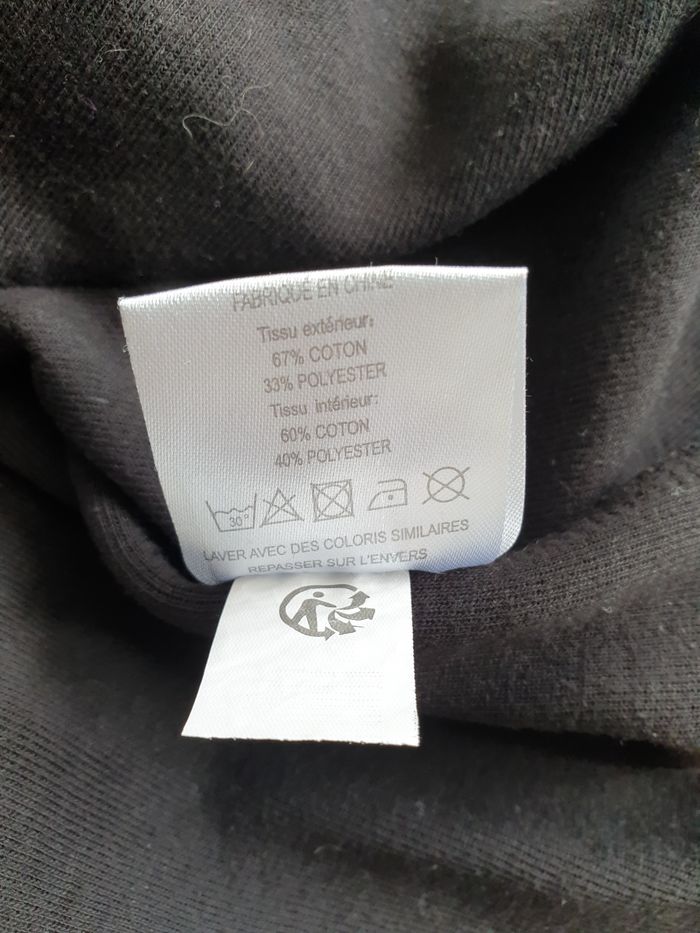 FABRIQUÉ EN CHINE
Tissu extérieur:
67% COTON
33% POLYESTER
Tissu intérieur:
60% COTON
40% POLYESTER
30°
LAVER AVEC DES COLORIS SIMILAIRES
REPASSER SUR L'ENVERS